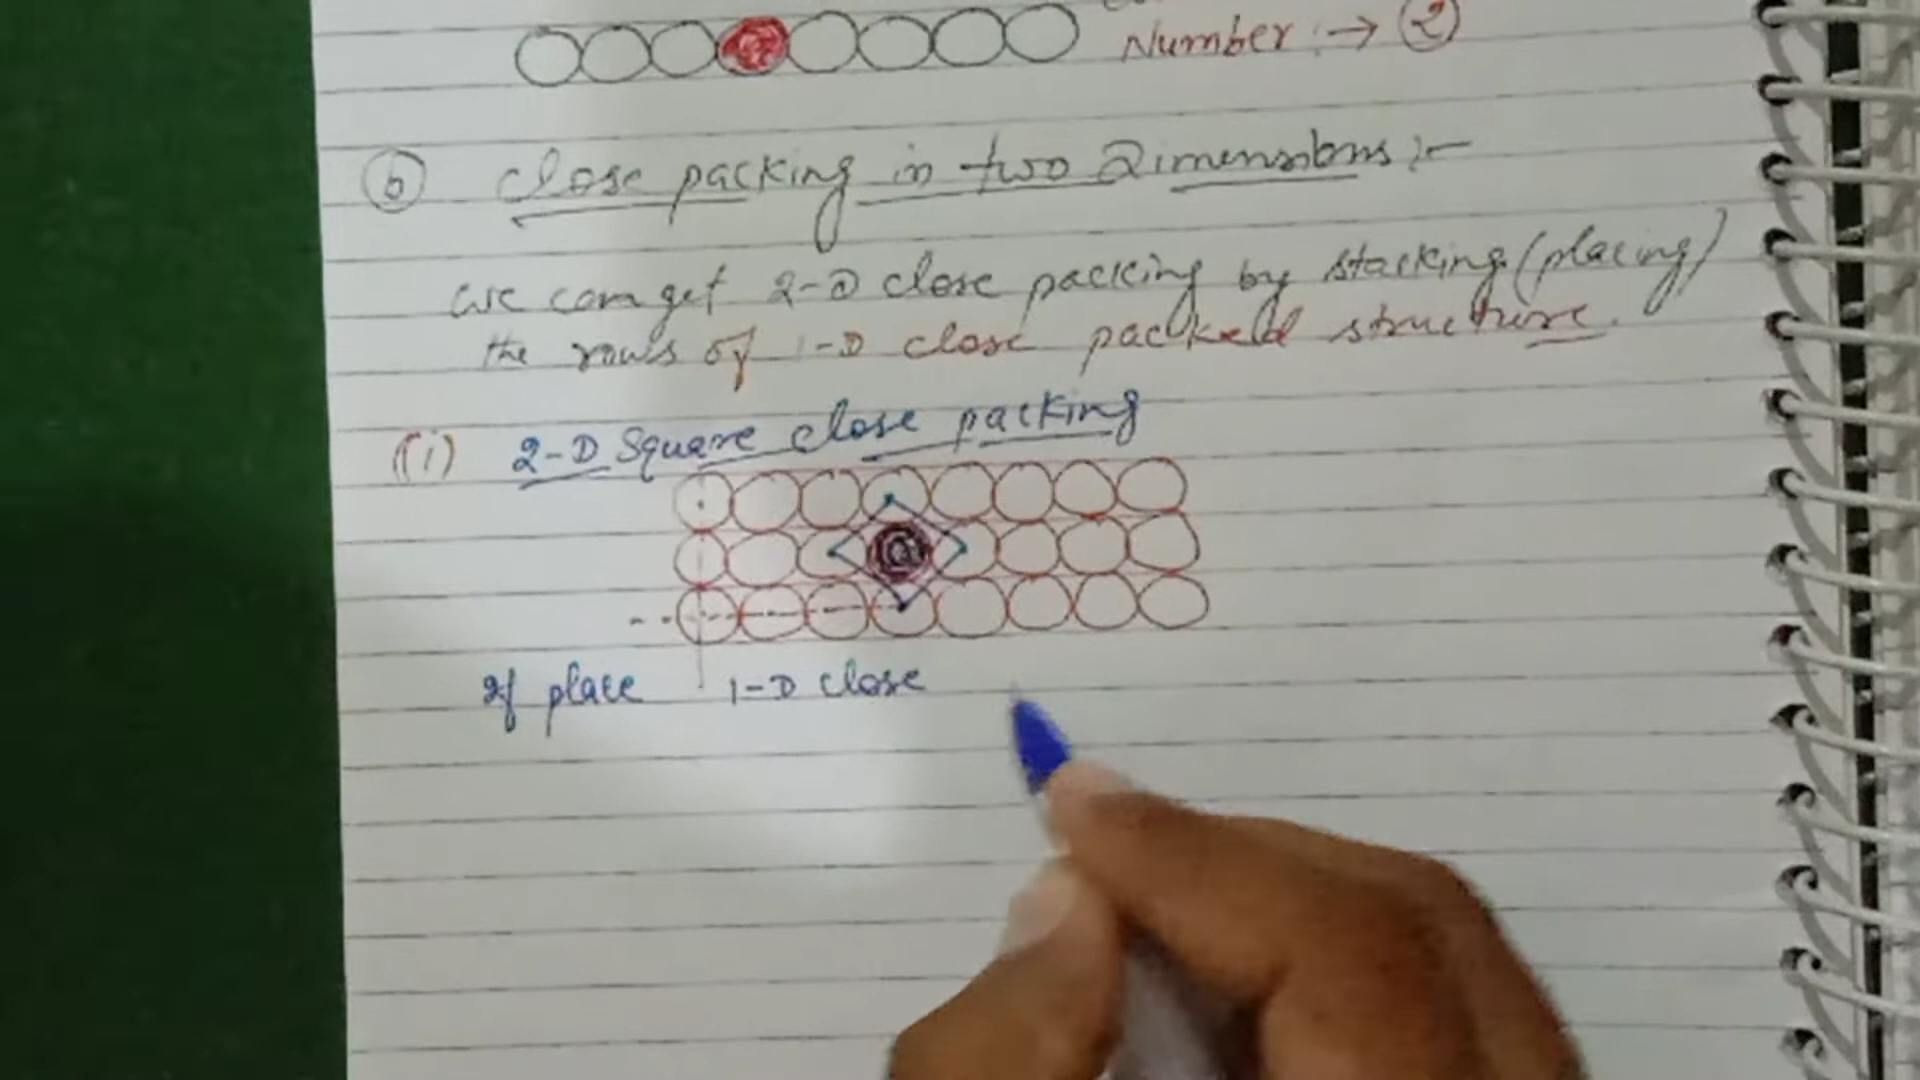 Number :→ ②
(b) close packing in two Dimensions :-
we can get 2-D close packing by stacking (placing)
the rows of 1-D close packed structure.
(i) 2-D Square close packing
If place 1-D close